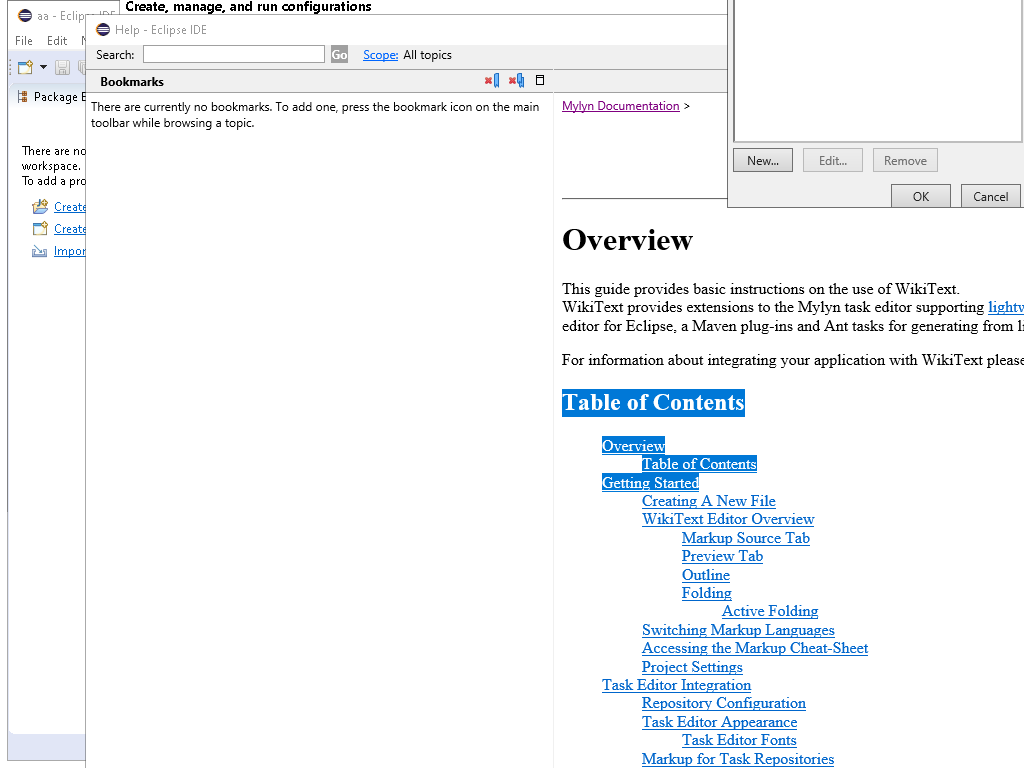 Create, manage, and run configurations
aa - Eclipse IDE
File Edit
Package E
There are no
workspace.
To add a pro
Create
Create
Impor
Help - Eclipse IDE
Search: Go Scope: All topics
Bookmarks
There are currently no bookmarks. To add one, press the bookmark icon on the main
toolbar while browsing a topic.
Mylyn Documentation >
New... Edit... Remove
OK Cancel
Overview
This guide provides basic instructions on the use of WikiText.
WikiText provides extensions to the Mylyn task editor supporting lightw
editor for Eclipse, a Maven plug-ins and Ant tasks for generating from li
For information about integrating your application with WikiText please
Table of Contents
Overview
Table of Contents
Getting Started
Creating A New File
WikiText Editor Overview
Markup Source Tab
Preview Tab
Outline
Folding
Active Folding
Switching Markup Languages
Accessing the Markup Cheat-Sheet
Project Settings
Task Editor Integration
Repository Configuration
Task Editor Appearance
Task Editor Fonts
Markup for Task Repositories